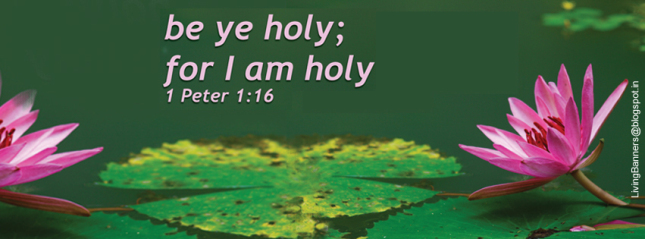 be ye holy;
for I am holy
1 Peter 1:16
LivingBanners@blogspot.in